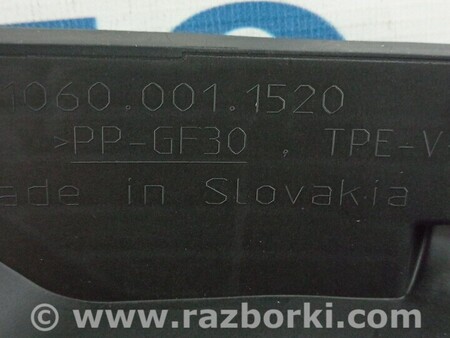 1060.001.1520
>PP-GF30 . TPE-V
ade in Slovakia
© www.razborki.com